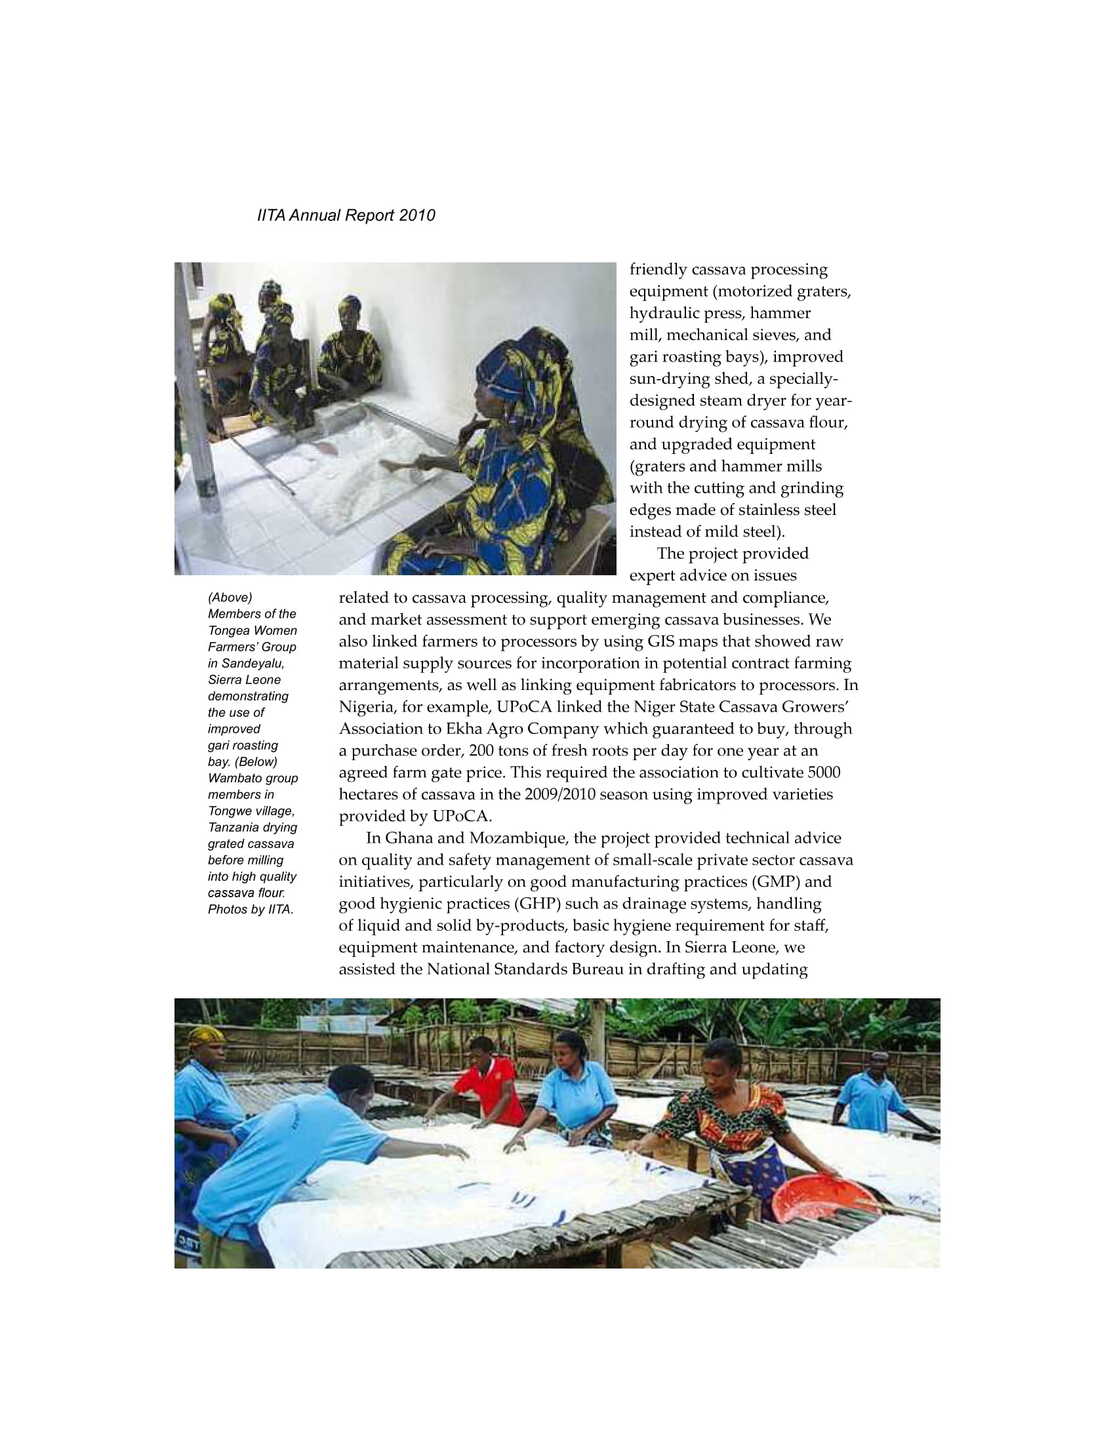 IITA Annual Report 2010
friendly cassava processing
equipment (motorized graters,
hydraulic press, hammer
mill, mechanical sieves, and
gari roasting bays), improved
sun-drying shed, a specially-
designed steam dryer for year-
round drying of cassava flour,
and upgraded equipment
(graters and hammer mills
with the cutting and grinding
edges made of stainless steel
instead of mild steel).
The project provided
expert advice on issues
related to cassava processing, quality management and compliance,
and market assessment to support emerging cassava businesses. We
also linked farmers to processors by using GIS maps that showed raw
material supply sources for incorporation in potential contract farming
arrangements, as well as linking equipment fabricators to processors. In
Nigeria, for example, UPoCA linked the Niger State Cassava Growers’
Association to Ekha Agro Company which guaranteed to buy, through
a purchase order, 200 tons of fresh roots per day for one year at an
agreed farm gate price. This required the association to cultivate 5000
hectares of cassava in the 2009/2010 season using improved varieties
provided by UPoCA.
In Ghana and Mozambique, the project provided technical advice
on quality and safety management of small-scale private sector cassava
initiatives, particularly on good manufacturing practices (GMP) and
good hygienic practices (GHP) such as drainage systems, handling
of liquid and solid by-products, basic hygiene requirement for staff,
equipment maintenance, and factory design. In Sierra Leone, we
assisted the National Standards Bureau in drafting and updating
(Above)
Members of the
Tongea Women
Farmers’ Group
in Sandeyalu,
Sierra Leone
demonstrating
the use of
improved
gari roasting
bay. (Below)
Wambato group
members in
Tongwe village,
Tanzania drying
grated cassava
before milling
into high quality
cassava flour.
Photos by IITA.